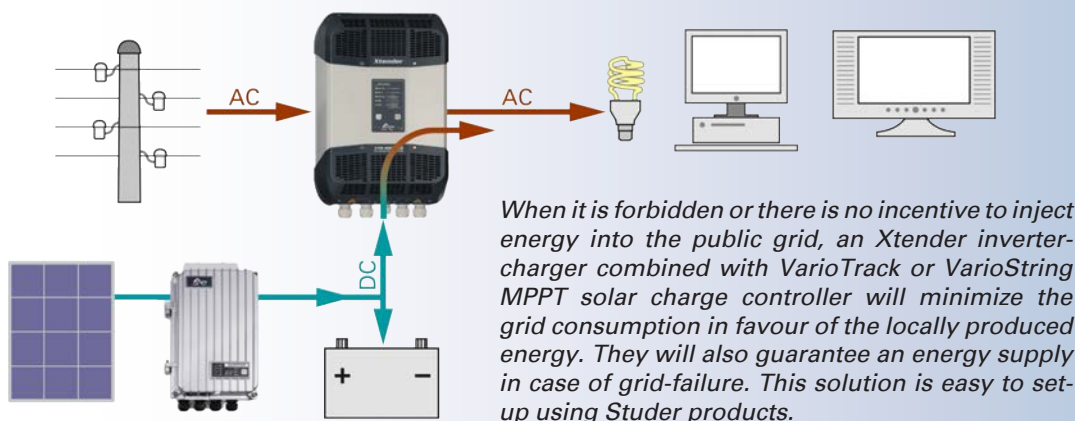 Xtender
AC
AC
DC
+
−
When it is forbidden or there is no incentive to inject
energy into the public grid, an Xtender inverter-
charger combined with VarioTrack or VarioString
MPPT solar charge controller will minimize the
grid consumption in favour of the locally produced
energy. They will also guarantee an energy supply
in case of grid-failure. This solution is easy to set-
up using Studer products.